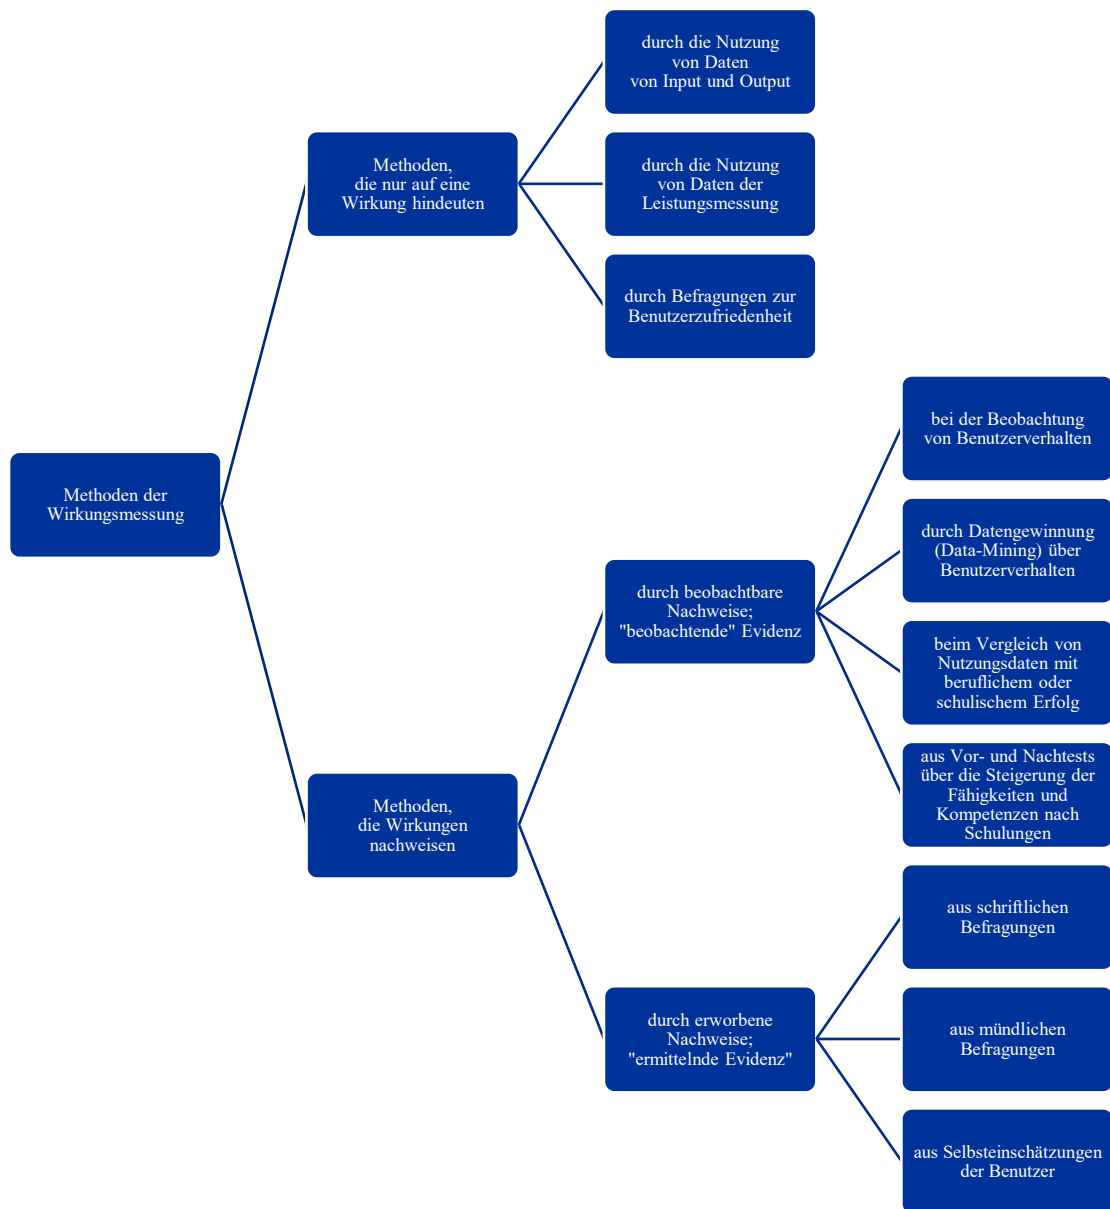 durch die Nutzung
von Daten
von Input und Output
Methoden,
die nur auf eine
Wirkung hindeuten
durch die Nutzung
von Daten der
Leistungsmessung
durch Befragungen zur
Benutzerzufriedenheit
bei der Beobachtung
von Benutzerverhalten
Methoden der
Wirkungsmessung
durch Datengewinnung
(Data-Mining) über
Benutzerverhalten
durch beobachtbare
Nachweise;
"beobachtende" Evidenz
beim Vergleich von
Nutzungsdaten mit
beruflichem oder
schulischem Erfolg
aus Vor- und Nachtests
über die Steigerung der
Fähigkeiten und
Kompetenzen nach
Schulungen
Methoden,
die Wirkungen
nachweisen
aus schriftlichen
Befragungen
durch erworbene
Nachweise;
"ermittelnde Evidenz"
aus mündlichen
Befragungen
aus Selbsteinschätzungen
der Benutzer